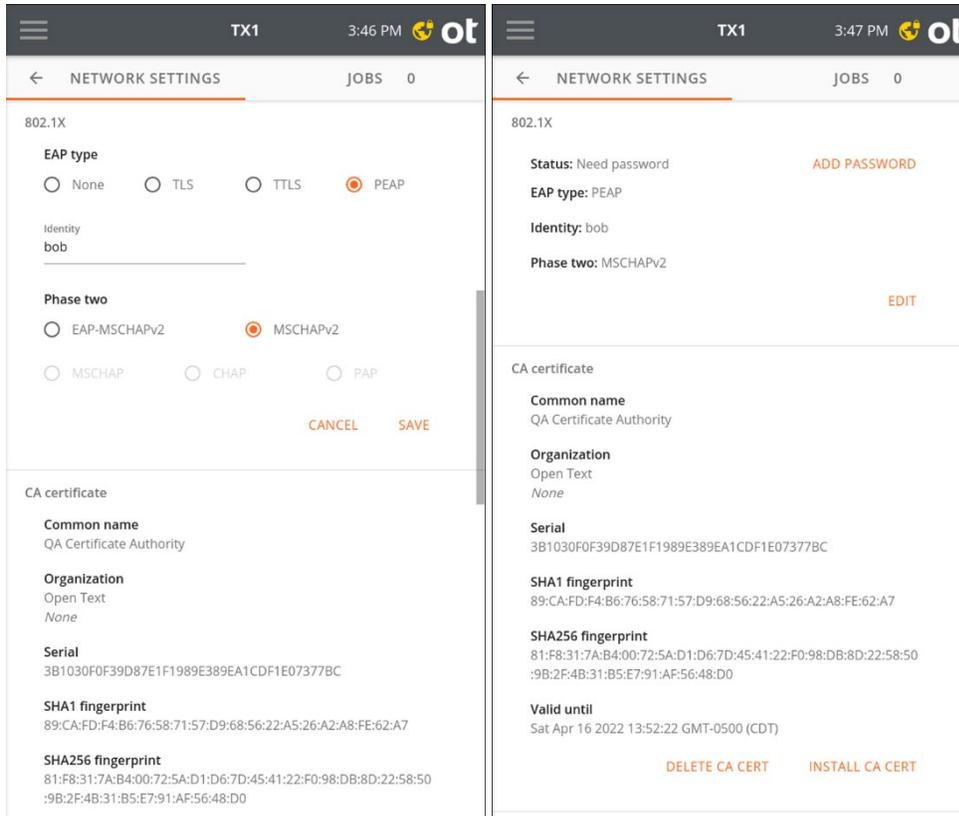 TX1 3:46 PM ot
NETWORK SETTINGS JOBS 0
802.1X
EAP type
None TLS TTLS PEAP
Identity
bob
Phase two
EAP-MSCHAPv2 MSCHAPv2
MSCHAP CHAP PAP
CANCEL SAVE
CA certificate
Common name
QA Certificate Authority
Organization
Open Text
None
Serial
3B1030F0F39D87E1F1989E389EA1CDF1E07377BC
SHA1 fingerprint
89:CA:FD:F4:B6:76:58:71:57:D9:68:56:22:A5:26:A2:A8:FE:62:A7
SHA256 fingerprint
81:F8:31:7A:B4:00:72:5A:D1:D6:7D:45:41:22:F0:98:DB:8D:22:58:50
:9B:2F:4B:31:B5:E7:91:AF:56:48:D0
TX1 3:47 PM ot
NETWORK SETTINGS JOBS 0
802.1X
Status: Need password ADD PASSWORD
EAP type: PEAP
Identity: bob
Phase two: MSCHAPv2
EDIT
CA certificate
Common name
QA Certificate Authority
Organization
Open Text
None
Serial
3B1030F0F39D87E1F1989E389EA1CDF1E07377BC
SHA1 fingerprint
89:CA:FD:F4:B6:76:58:71:57:D9:68:56:22:A5:26:A2:A8:FE:62:A7
SHA256 fingerprint
81:F8:31:7A:B4:00:72:5A:D1:D6:7D:45:41:22:F0:98:DB:8D:22:58:50
:9B:2F:4B:31:B5:E7:91:AF:56:48:D0
Valid until
Sat Apr 16 2022 13:52:22 GMT-0500 (CDT)
DELETE CA CERT INSTALL CA CERT